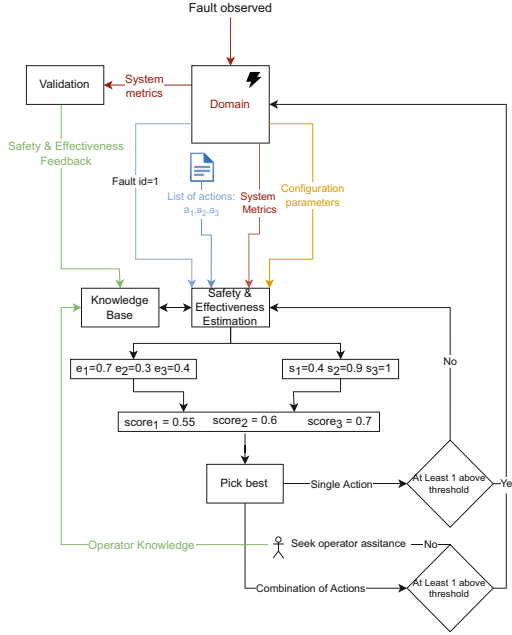 Fault observed
Validation
System
metrics
Domain
Safety & Effectiveness
Feedback
Fault id=1
List of actions:
a1,a2,a3
System
Metrics
Configuration
parameters
Knowledge
Base
Safety &
Effectiveness
Estimation
No
e1=0.7 e2=0.3 e3=0.4
s1=0.4 s2=0.9 s3=1
score1 = 0.55 score2 = 0.6 score3 = 0.7
Pick best
Single Action
At Least 1 above
threshold
Ye
Operator Knowledge
Seek operator assitance
No
Combination of Actions
At Least 1 above
threshold